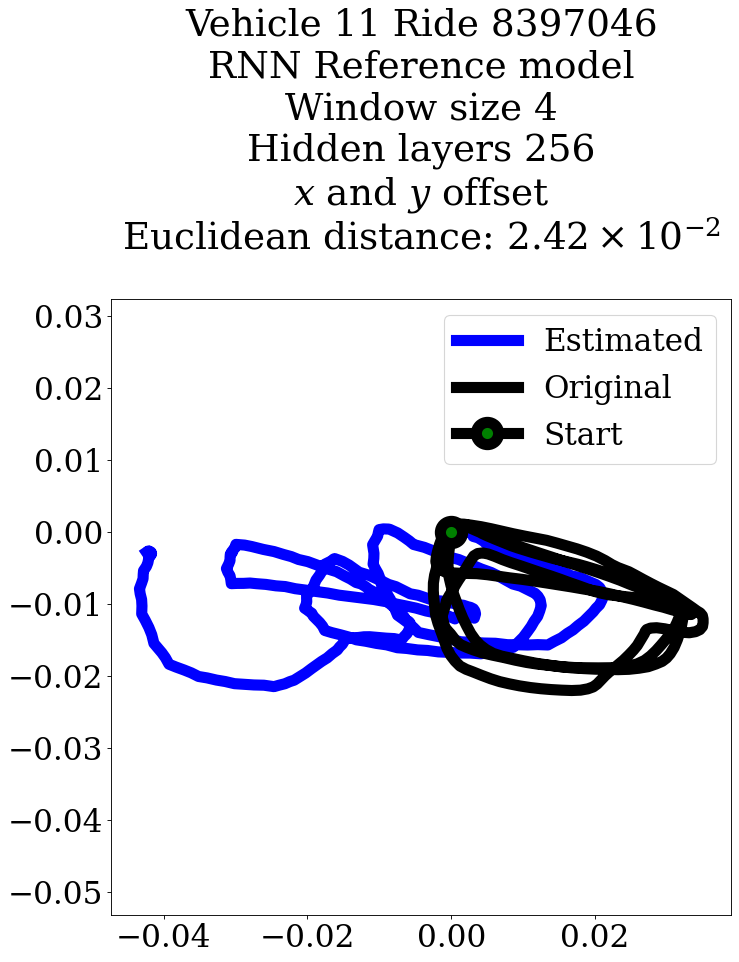 Vehicle 11 Ride 8397046
RNN Reference model
Window size 4
Hidden layers 256
x and y offset
Euclidean distance: 2.42 × 10⁻²
Estimated
Original
Start
0.03
0.02
0.01
0.00
−0.01
−0.02
−0.03
−0.04
−0.05
−0.04 −0.02 0.00 0.02